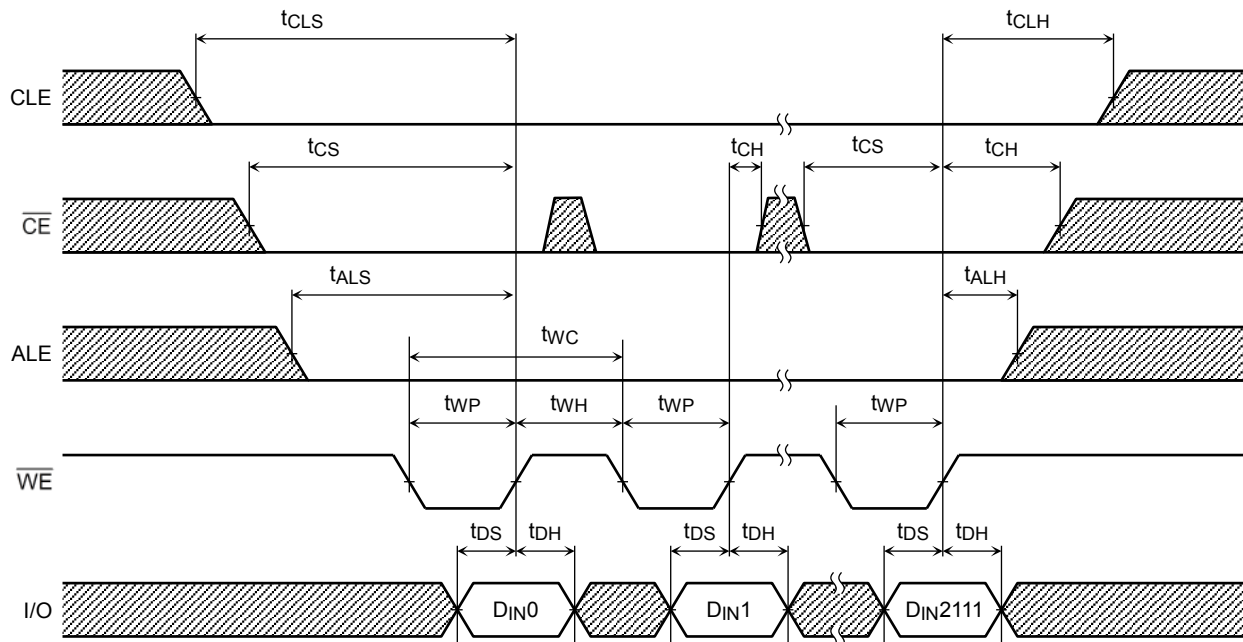 tCLS tCLH
CLE
tCS tCH tCS tCH
CE
tALS tALH
ALE
tWC
tWP tWH tWP tWP
WE
tDS tDH tDS tDH tDS tDH
I/O DIN0 DIN1 DIN2111